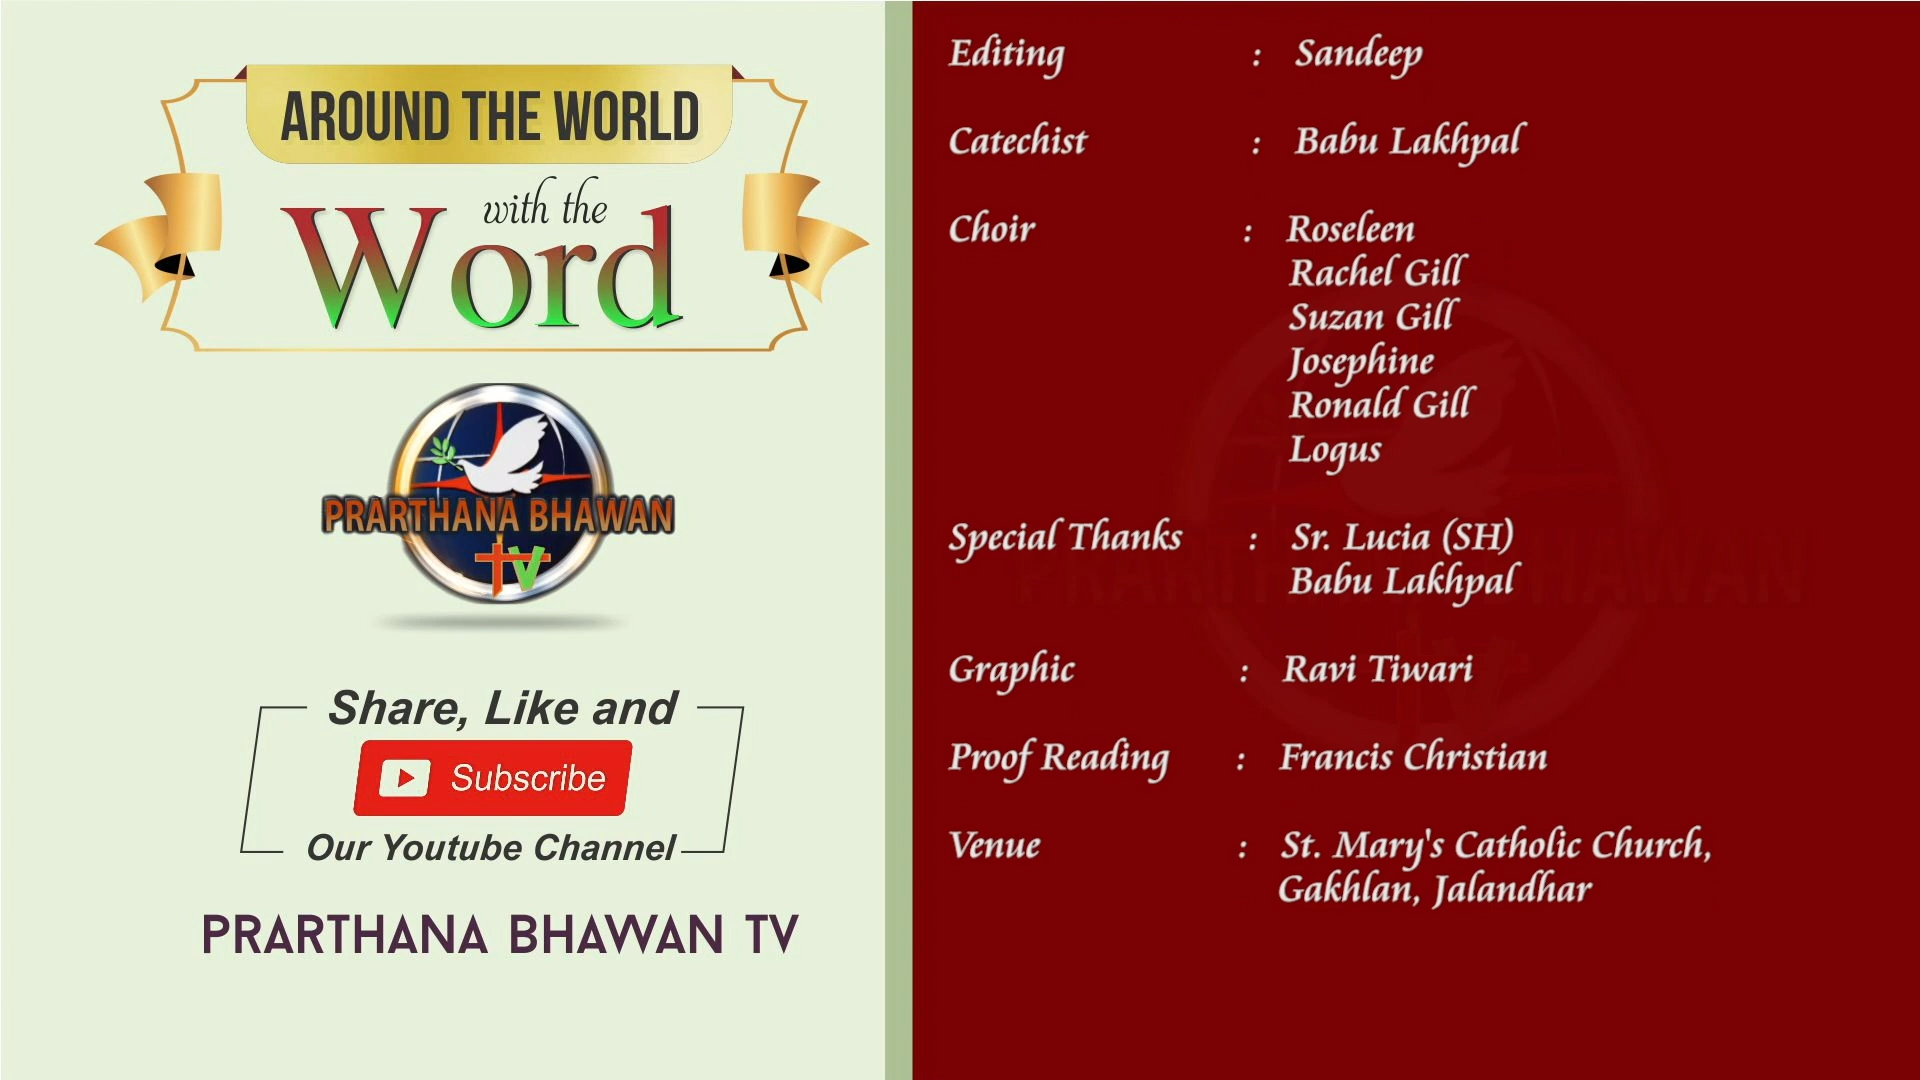 AROUND THE WORLD
with the
Word
PRARTHANA BHAWAN
TV
Share, Like and
Subscribe
Our Youtube Channel
PRARTHANA BHAWAN TV
Editing : Sandeep
Catechist : Babu Lakhpal
Choir : Roseleen
Rachel Gill
Suzan Gill
Josephine
Ronald Gill
Logus
Special Thanks : Sr. Lucia (SH)
Babu Lakhpal
Graphic : Ravi Tiwari
Proof Reading : Francis Christian
Venue : St. Mary's Catholic Church,
Gakhlan, Jalandhar